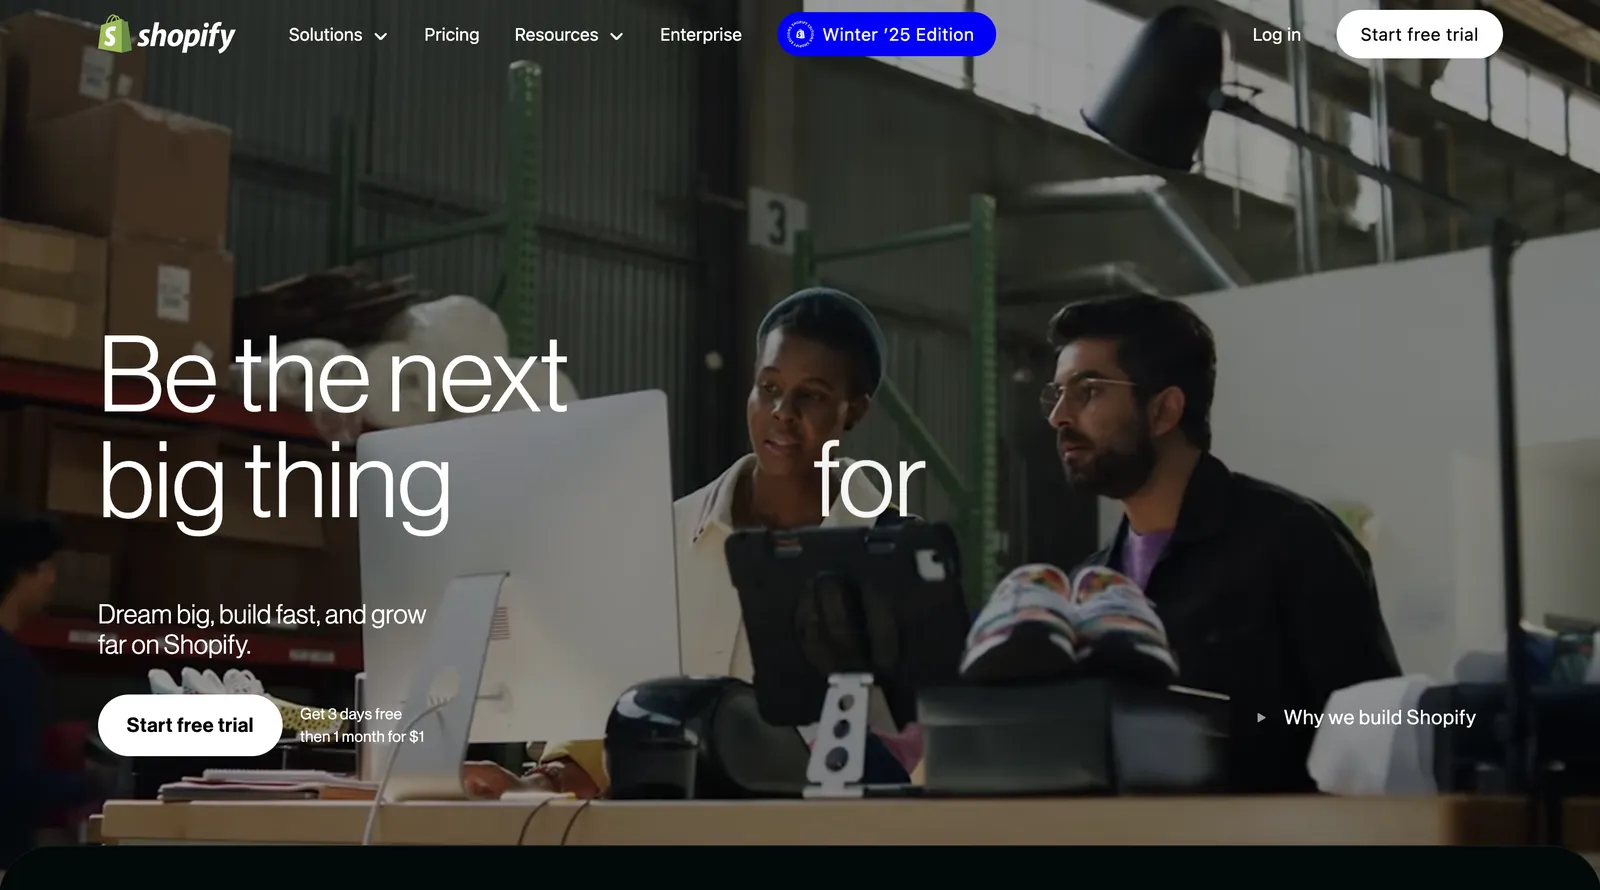 shopify
Solutions
Pricing
Resources
Enterprise
Winter '25 Edition
Log in
Start free trial
3
Be the next
big thing for
Dream big, build fast, and grow
far on Shopify.
Start free trial
Get 3 days free
then 1 month for $1
Why we build Shopify